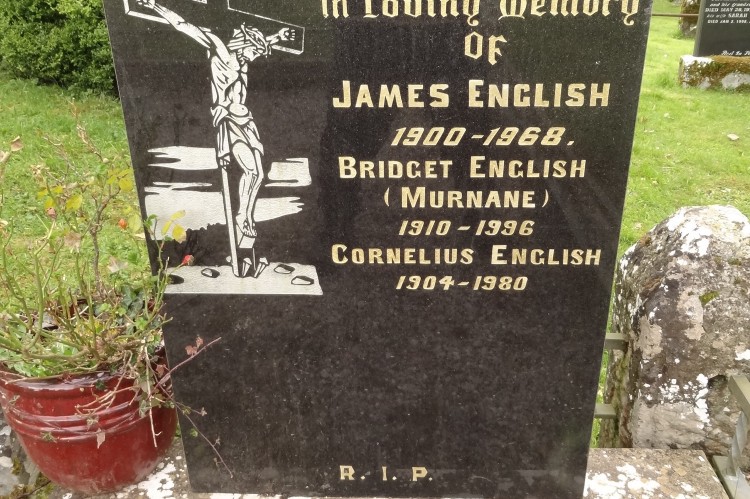 In Loving Memory
OF
JAMES ENGLISH
1900-1968.
BRIDGET ENGLISH
(MURNANE)
1910-1996
CORNELIUS ENGLISH
1904-1980
R. I. P.